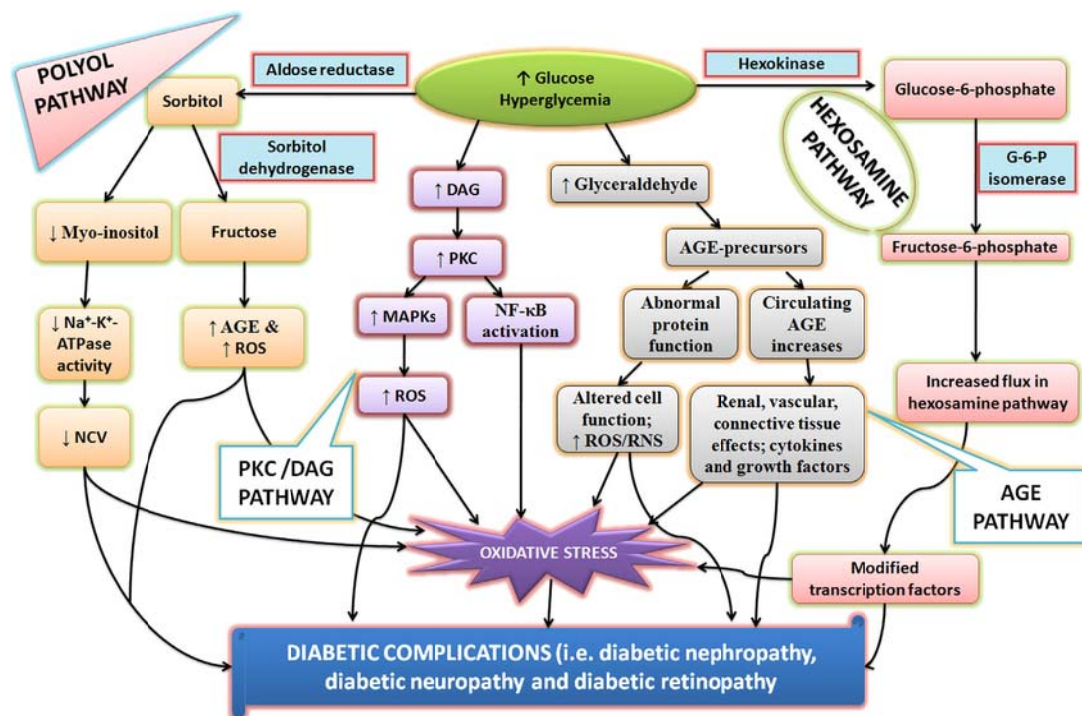 POLYOL
PATHWAY
Aldose reductase
↑ Glucose
Hyperglycemia
Hexokinase
Sorbitol
Glucose-6-phosphate
HEXOSAMINE
PATHWAY
Sorbitol
dehydrogenase
G-6-P
isomerase
↑ DAG
↑ Glyceraldehyde
↓ Myo-inositol
Fructose
↑ PKC
AGE-precursors
Fructose-6-phosphate
↓ Na⁺-K⁺-
ATPase
activity
↑ AGE &
↑ ROS
↑ MAPKs
NF-κB
activation
Abnormal
protein
function
Circulating
AGE
increases
↑ ROS
Altered cell
function;
↑ ROS/RNS
Renal, vascular,
connective tissue
effects; cytokines
and growth factors
Increased flux in
hexosamine pathway
↓ NCV
PKC /DAG
PATHWAY
AGE
PATHWAY
OXIDATIVE STRESS
Modified
transcription factors
DIABETIC COMPLICATIONS (i.e. diabetic nephropathy,
diabetic neuropathy and diabetic retinopathy